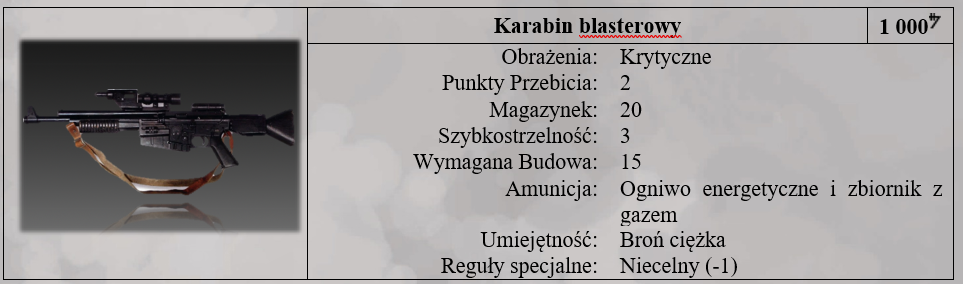 Karabin blasterowy 1 000
Obrażenia: Krytyczne
Punkty Przebicia: 2
Magazynek: 20
Szybkostrzelność: 3
Wymagana Budowa: 15
Amunicja: Ogniwo energetyczne i zbiornik z
gazem
Umiejętność: Broń ciężka
Reguły specjalne: Niecelny (-1)